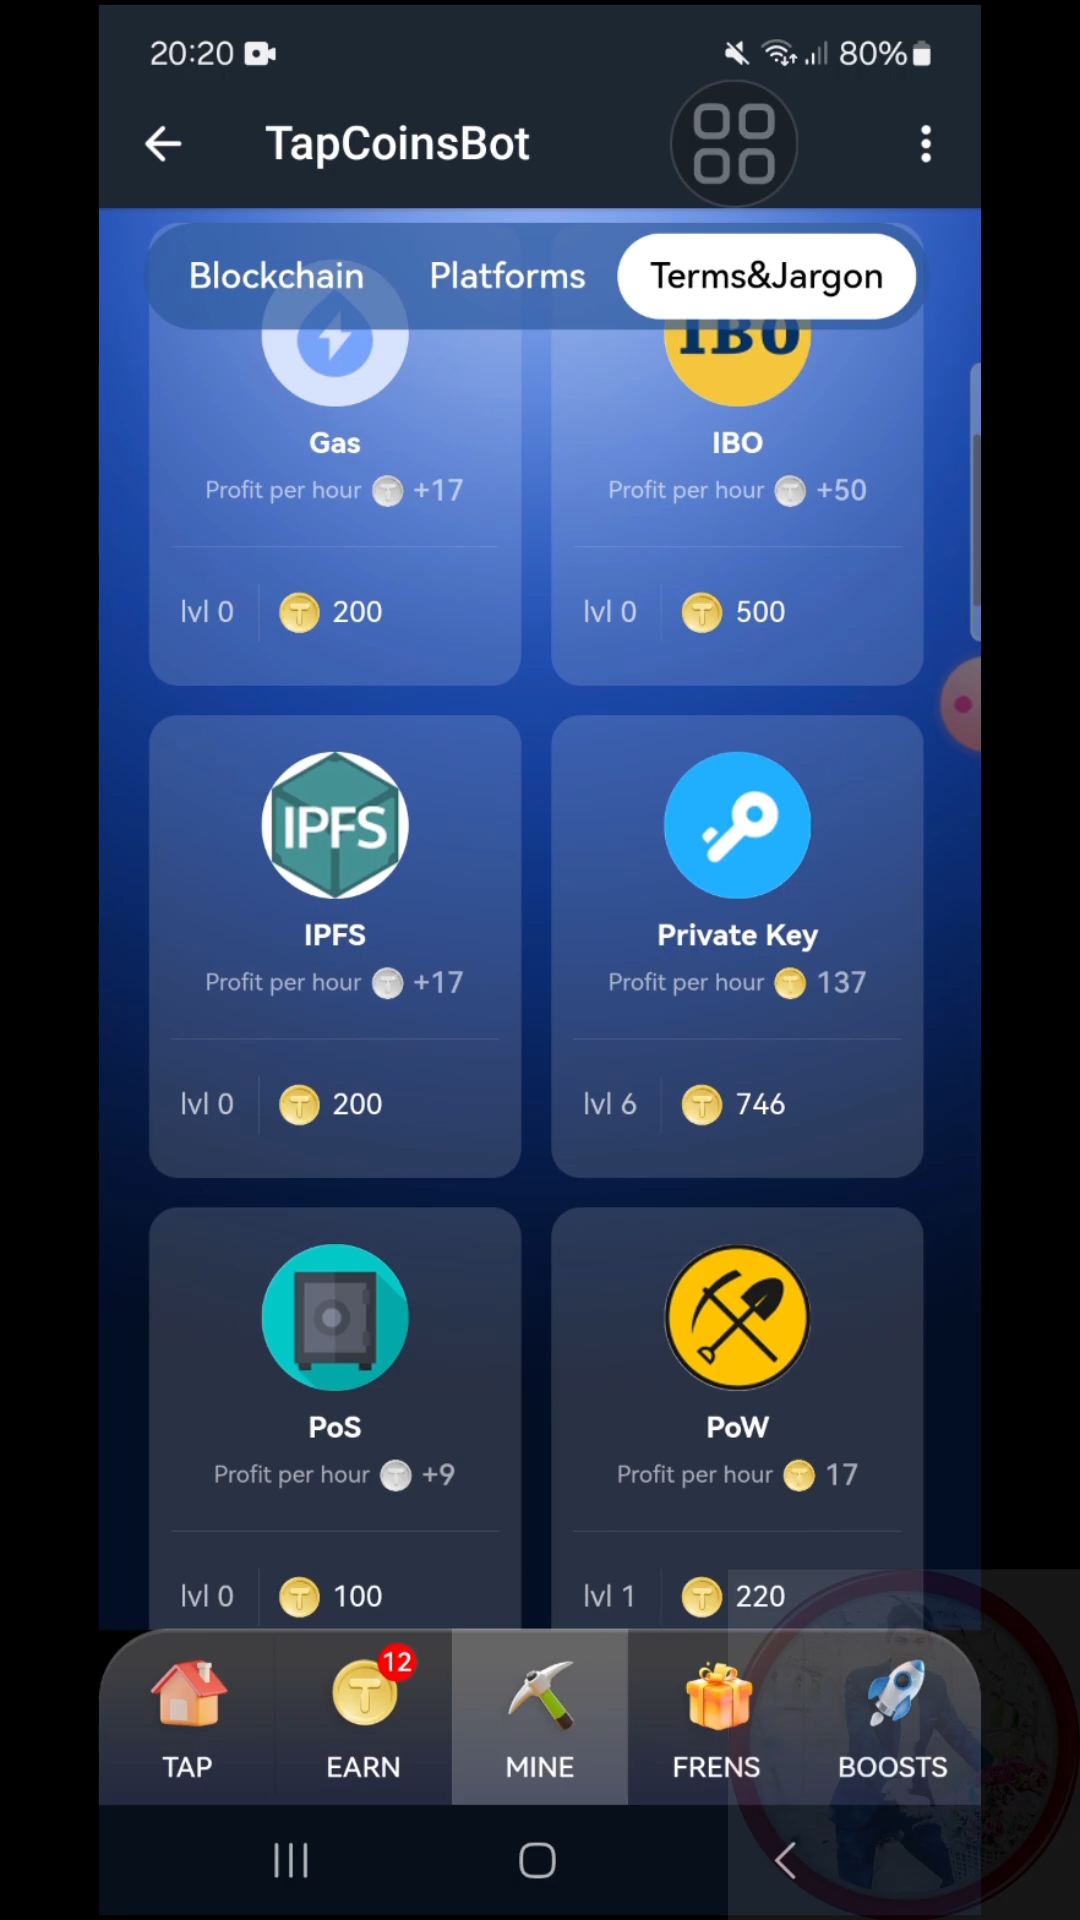 20:20 80%
TapCoinsBot
Blockchain Platforms Terms&Jargon
IBO
Gas IBO
Profit per hour +17 Profit per hour +50
lvl 0 200 lvl 0 500
IPFS
IPFS Private Key
Profit per hour +17 Profit per hour 137
lvl 0 200 lvl 6 746
PoS PoW
Profit per hour +9 Profit per hour 17
lvl 0 100 lvl 1 220
12
TAP EARN MINE FRENS BOOSTS